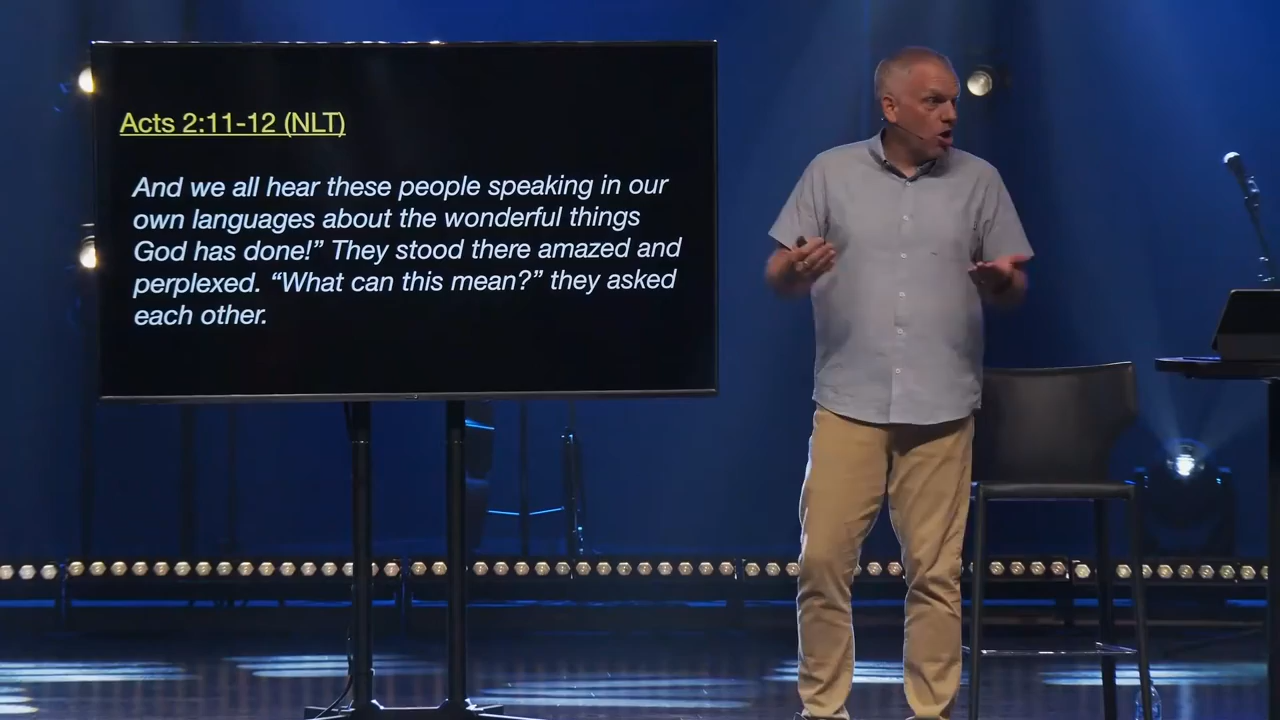 Acts 2:11-12 (NLT)
And we all hear these people speaking in our
own languages about the wonderful things
God has done!” They stood there amazed and
perplexed. “What can this mean?” they asked
each other.